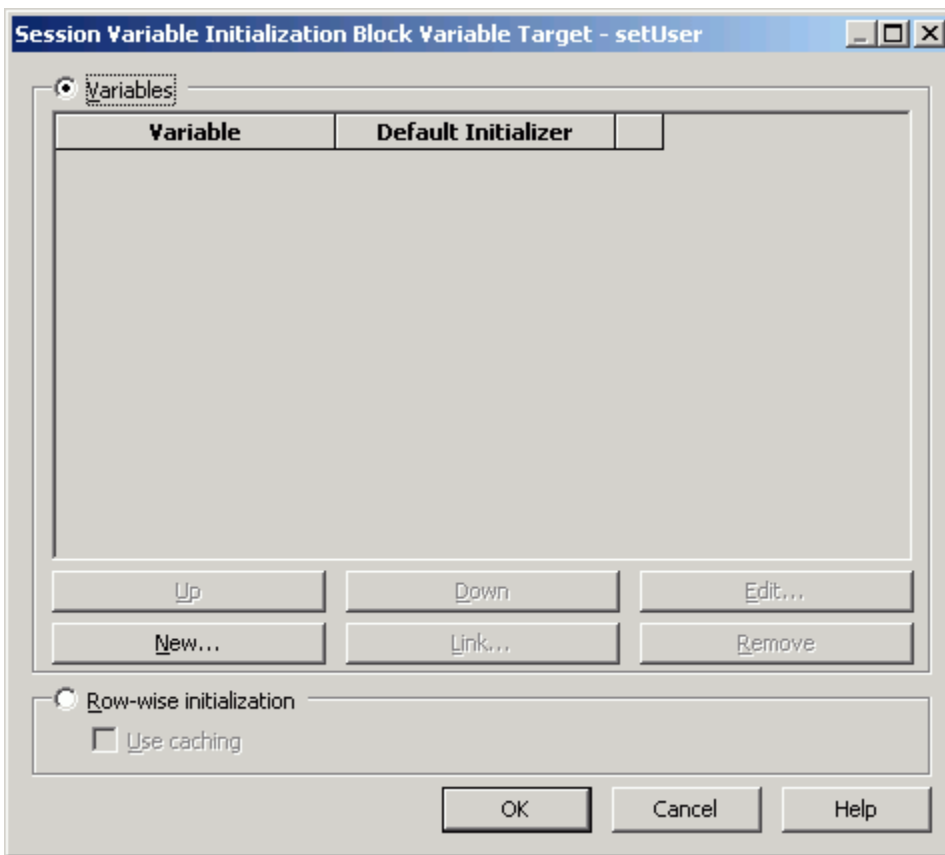 Session Variable Initialization Block Variable Target - setUser
Variables
Variable Default Initializer
Up Down Edit...
New... Link... Remove
Row-wise initialization
Use caching
OK Cancel Help